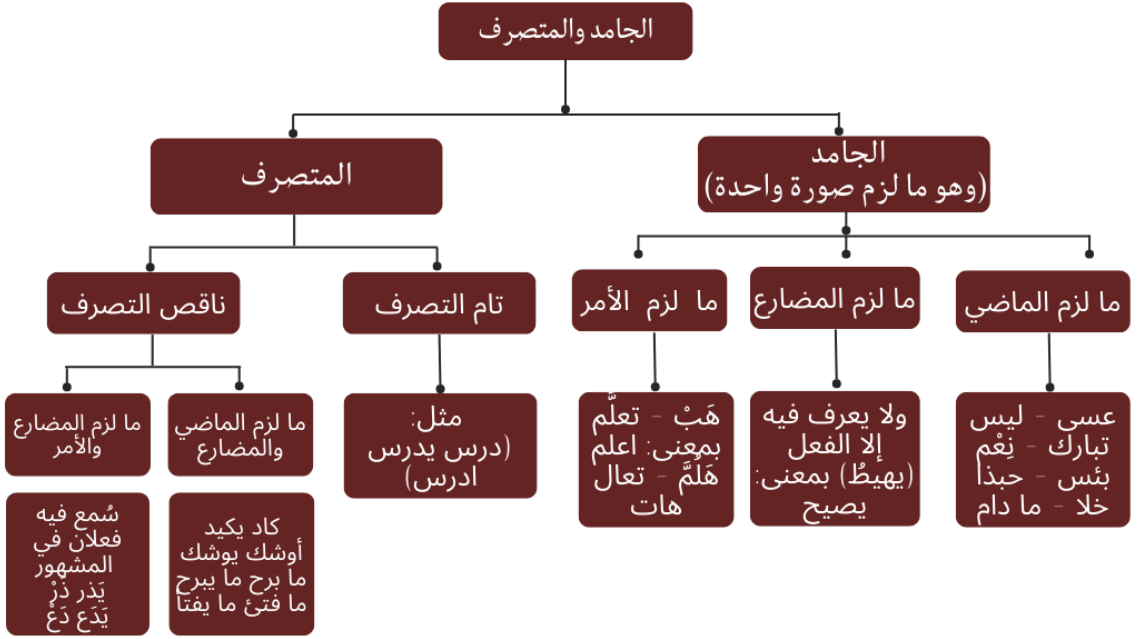 الجامد والمتصرف
الجامد
(وهو ما لزم صورة واحدة)
المتصرف
ما لزم الماضي
ما لزم المضارع
ما لزم الأمر
تام التصرف
ناقص التصرف
عسى - ليس
تبارك - نِعْم
بئس - حبذا
خلا - ما دام
ولا يعرف فيه
إلا الفعل
(يهيطُ) بمعنى:
يصيح
هَبْ - تعلَّم
بمعنى: اعلم
هَلُمَّ - تعال
هات
مثل:
(درس يدرس
ادرس)
ما لزم الماضي
والمضارع
كاد يكيد
أوشك يوشك
ما برح ما يبرح
ما فتئ ما يفتأ
ما لزم المضارع
والأمر
سُمع فيه
فعلان في
المشهور
يَذر ذَرْ
يَدَع دَعْ